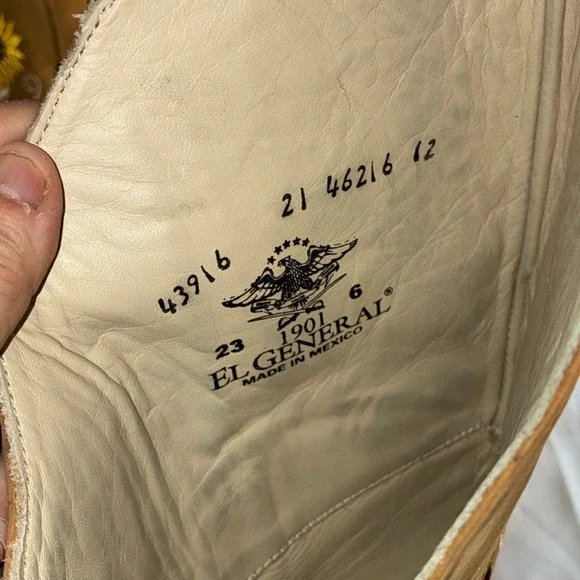 21 46216 12
43916
23 6
1901
EL GENERAL®
MADE IN MEXICO